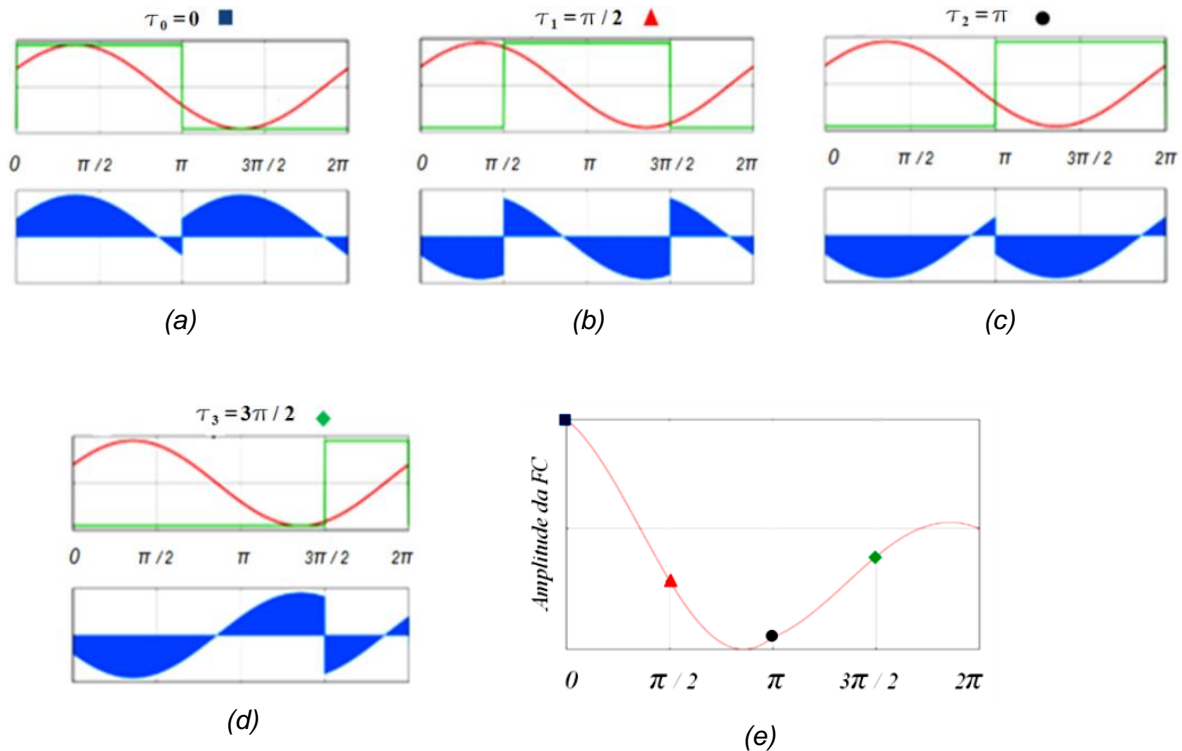 τ₀ = 0
τ₁ = π / 2
τ₂ = π
0 π / 2 π 3π / 2 2π
0 π / 2 π 3π / 2 2π
0 π / 2 π 3π / 2 2π
(a)
(b)
(c)
τ₃ = 3π / 2
0 π / 2 π 3π / 2 2π
(d)
Amplitude da FC
0 π / 2 π 3π / 2 2π
(e)